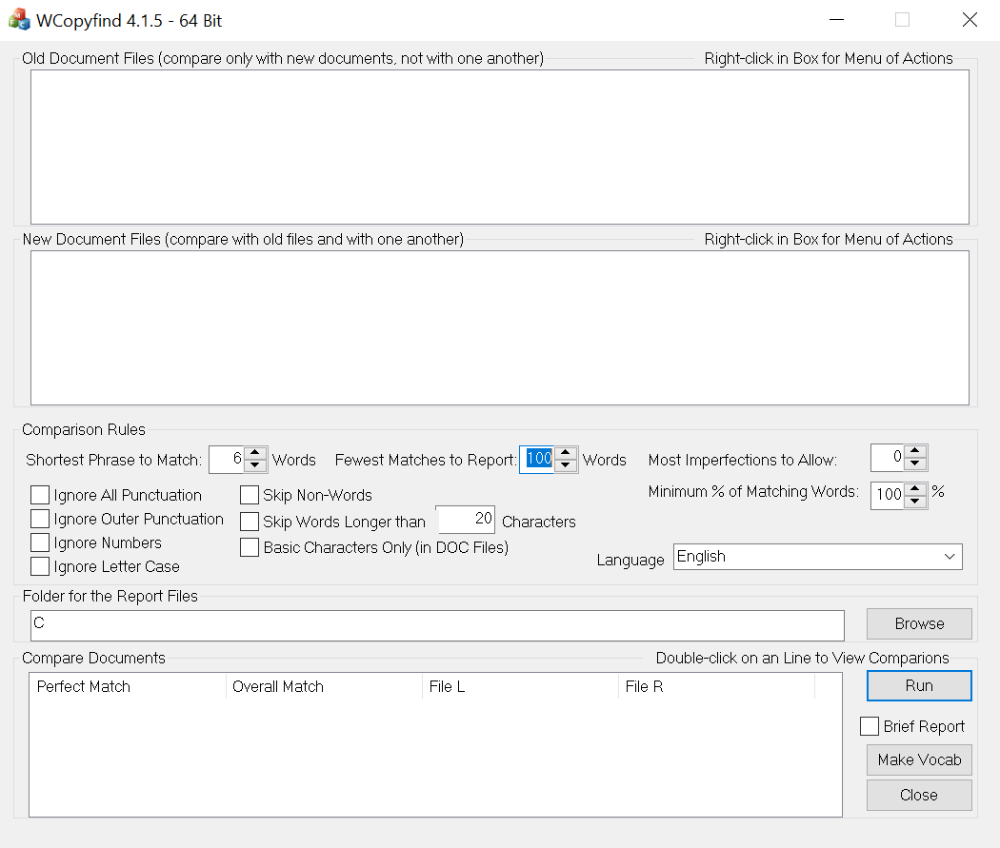 WCopyfind 4.1.5 - 64 Bit
Old Document Files (compare only with new documents, not with one another) Right-click in Box for Menu of Actions
New Document Files (compare with old files and with one another) Right-click in Box for Menu of Actions
Comparison Rules
Shortest Phrase to Match: 6 Words Fewest Matches to Report: 100 Words Most Imperfections to Allow: 0
Ignore All Punctuation Skip Non-Words Minimum % of Matching Words: 100 %
Ignore Outer Punctuation Skip Words Longer than 20 Characters
Ignore Numbers Basic Characters Only (in DOC Files)
Ignore Letter Case Language English
Folder for the Report Files
C Browse
Compare Documents Double-click on an Line to View Comparions
Perfect Match Overall Match File L File R Run
Brief Report
Make Vocab
Close